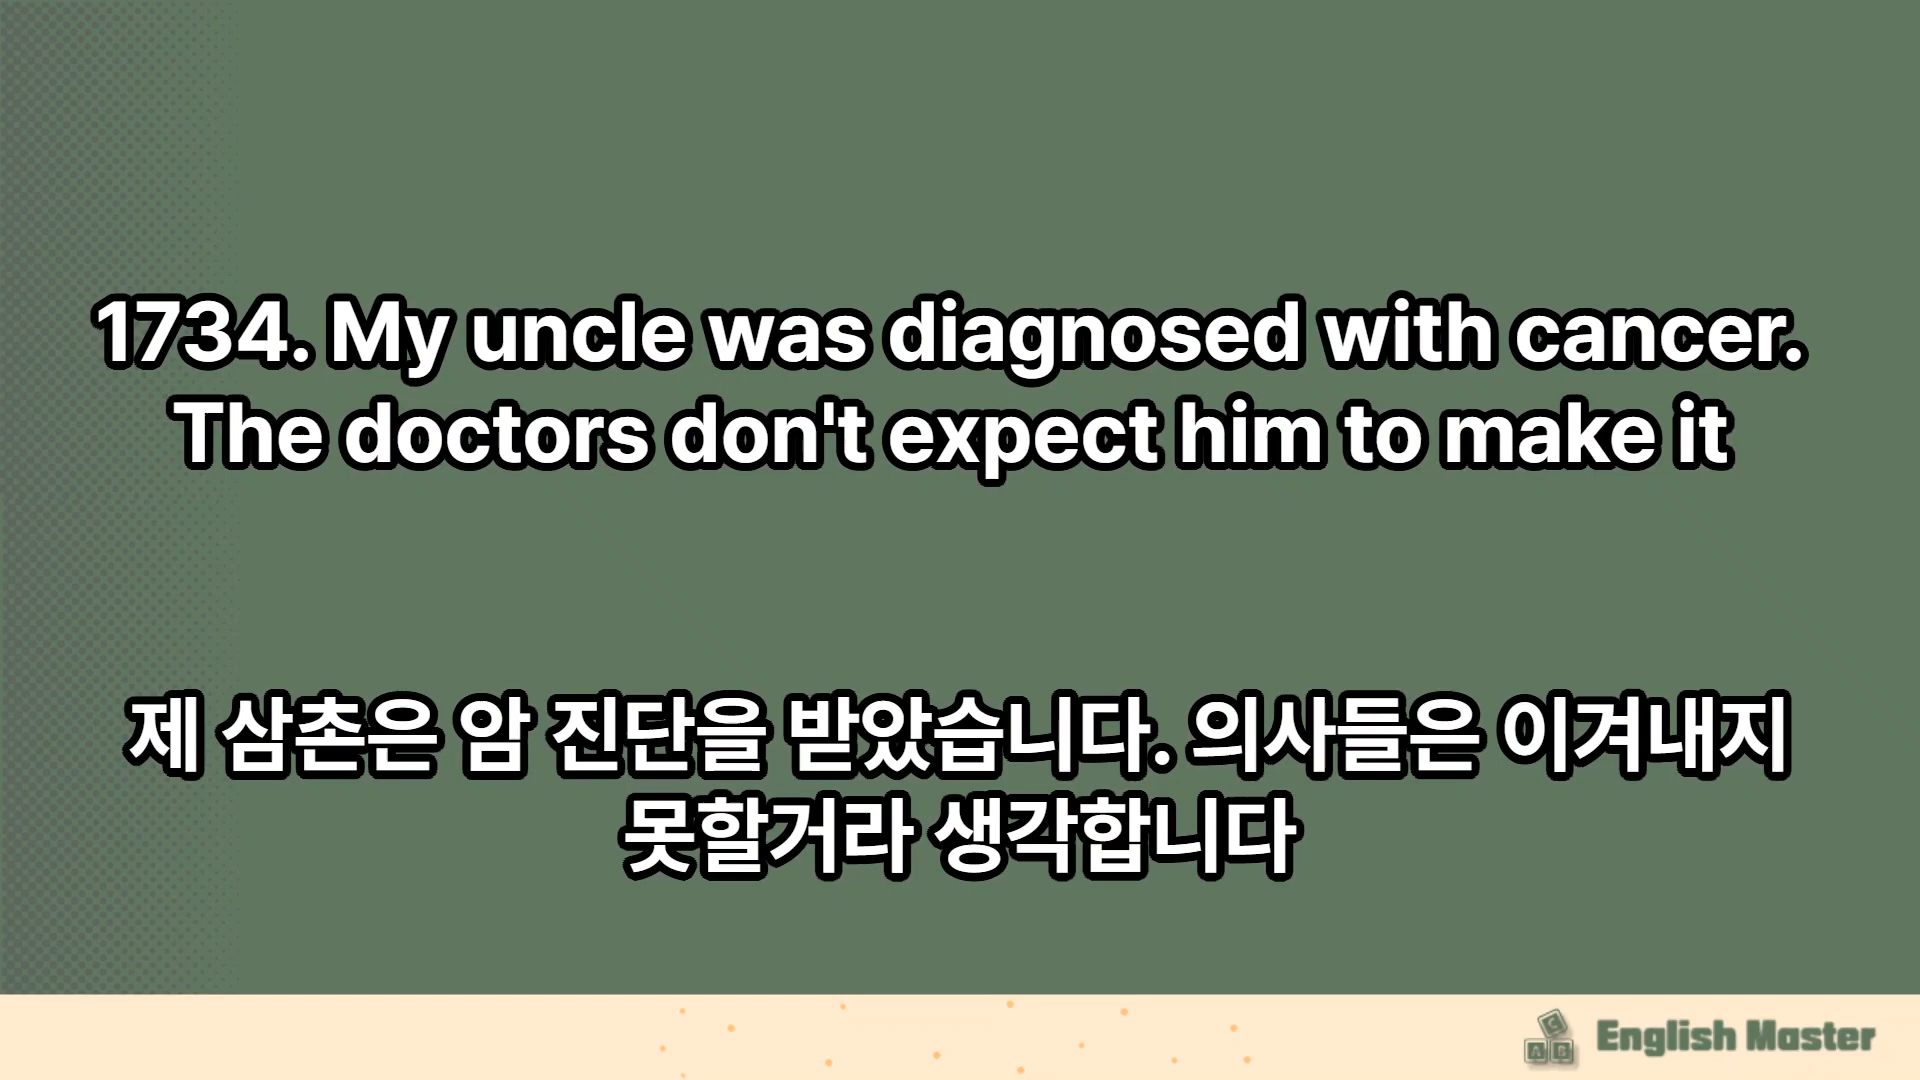 1734. My uncle was diagnosed with cancer.
The doctors don't expect him to make it
제 삼촌은 암 진단을 받았습니다. 의사들은 이겨내지
못할거라 생각합니다
C
A B
English Master